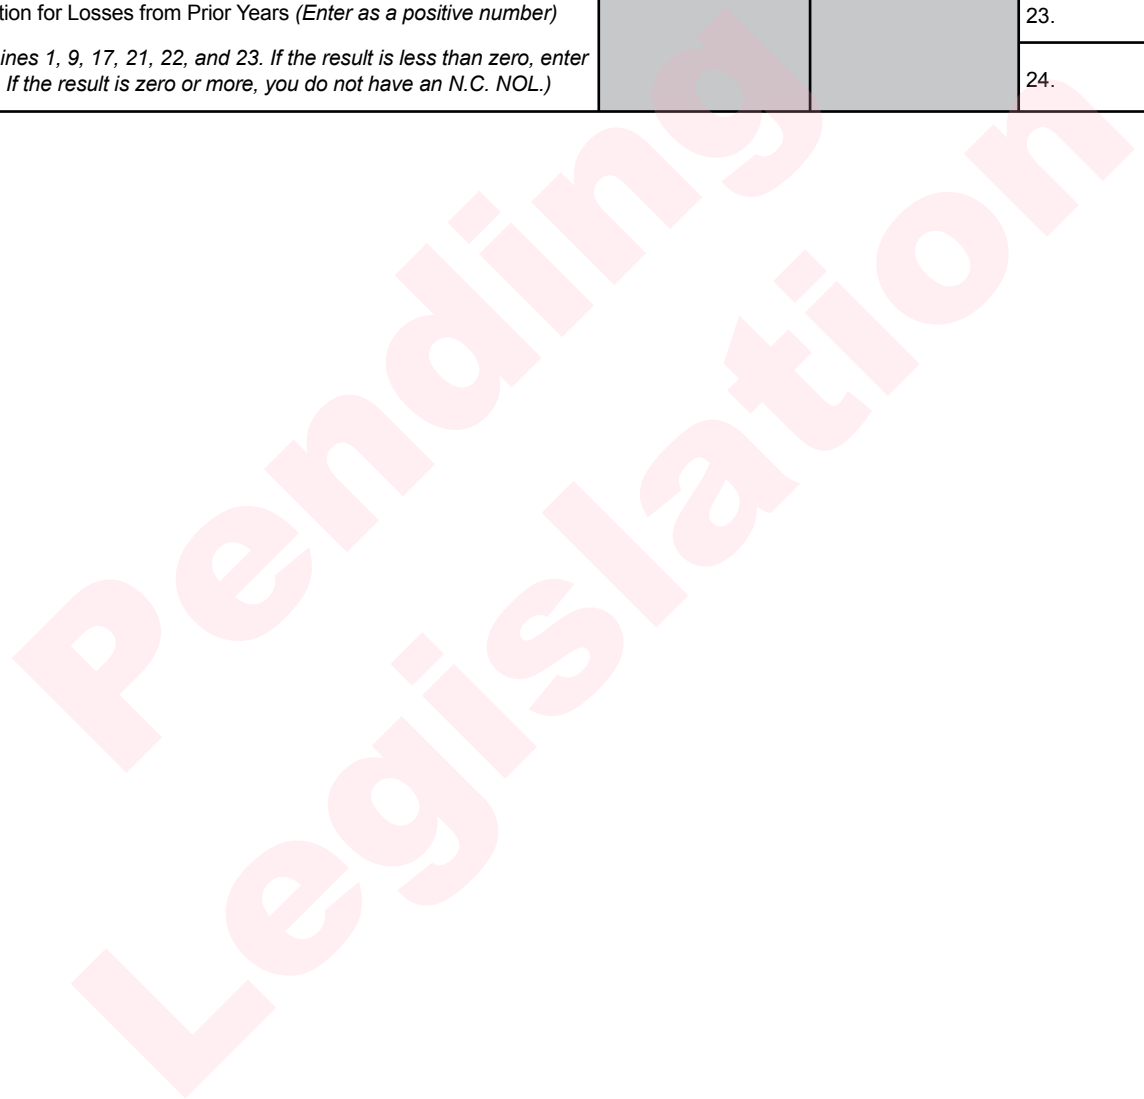 tion for Losses from Prior Years (Enter as a positive number)
23.
ines 1, 9, 17, 21, 22, and 23. If the result is less than zero, enter
If the result is zero or more, you do not have an N.C. NOL.)
24.
Pending
Legislation